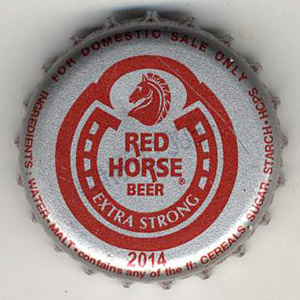 FOR DOMESTIC SALE ONLY
RED
HORSE
BEER ®
EXTRA STRONG
2014
INGREDIENTS: WATER, MALT • contains any of the ff: CEREALS, SUGAR, STARCH, HOPS